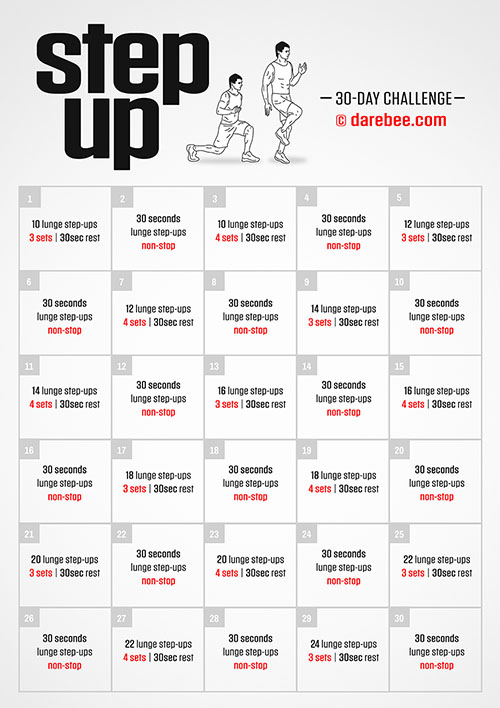 step
up
30-DAY CHALLENGE
© darebee.com
1
10 lunge step-ups
3 sets | 30sec rest
2
30 seconds
lunge step-ups
non-stop
3
10 lunge step-ups
4 sets | 30sec rest
4
30 seconds
lunge step-ups
non-stop
5
12 lunge step-ups
3 sets | 30sec rest
6
30 seconds
lunge step-ups
non-stop
7
12 lunge step-ups
4 sets | 30sec rest
8
30 seconds
lunge step-ups
non-stop
9
14 lunge step-ups
3 sets | 30sec rest
10
30 seconds
lunge step-ups
non-stop
11
14 lunge step-ups
4 sets | 30sec rest
12
30 seconds
lunge step-ups
non-stop
13
16 lunge step-ups
3 sets | 30sec rest
14
30 seconds
lunge step-ups
non-stop
15
16 lunge step-ups
4 sets | 30sec rest
16
30 seconds
lunge step-ups
non-stop
17
18 lunge step-ups
3 sets | 30sec rest
18
30 seconds
lunge step-ups
non-stop
19
18 lunge step-ups
4 sets | 30sec rest
20
30 seconds
lunge step-ups
non-stop
21
20 lunge step-ups
3 sets | 30sec rest
22
30 seconds
lunge step-ups
non-stop
23
20 lunge step-ups
4 sets | 30sec rest
24
30 seconds
lunge step-ups
non-stop
25
22 lunge step-ups
3 sets | 30sec rest
26
30 seconds
lunge step-ups
non-stop
27
22 lunge step-ups
4 sets | 30sec rest
28
30 seconds
lunge step-ups
non-stop
29
24 lunge step-ups
3 sets | 30sec rest
30
30 seconds
lunge step-ups
non-stop